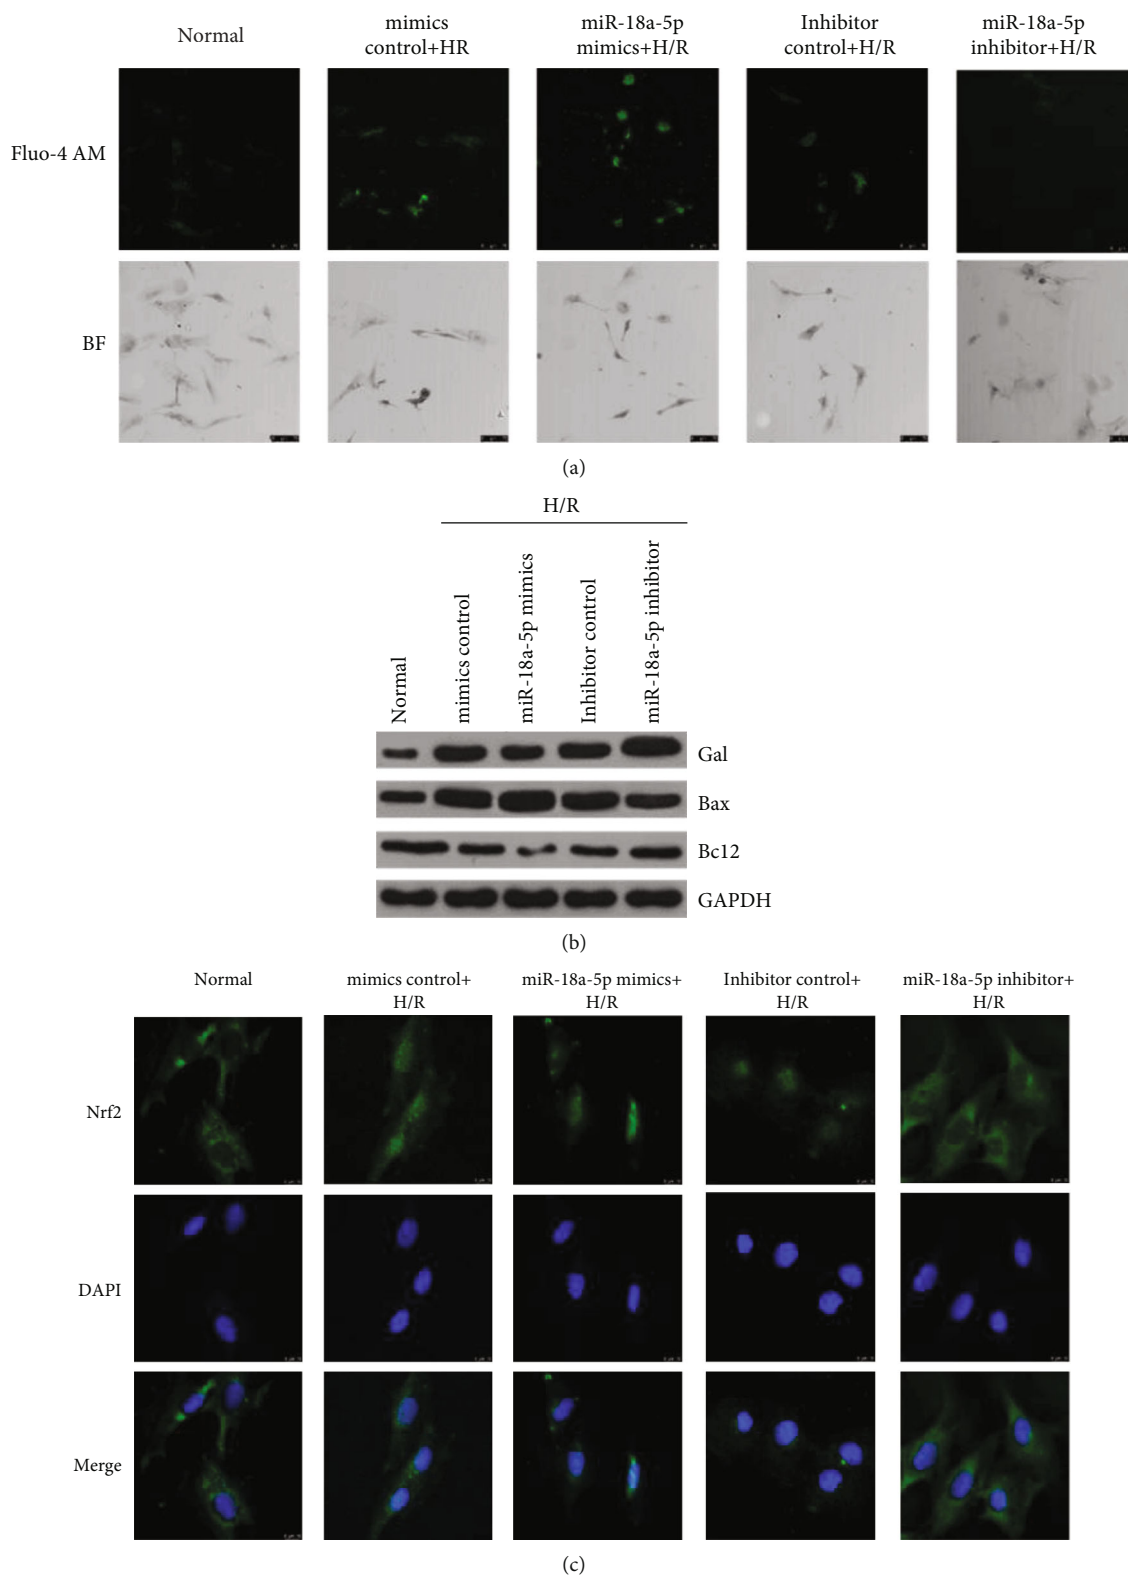 Normal
mimics
control+HR
miR-18a-5p
mimics+H/R
Inhibitor
control+H/R
miR-18a-5p
inhibitor+H/R
Fluo-4 AM
BF
(a)
H/R
Normal
mimics control
miR-18a-5p mimics
Inhibitor control
miR-18a-5p inhibitor
Gal
Bax
Bc12
GAPDH
(b)
Normal
mimics control+
H/R
miR-18a-5p mimics+
H/R
Inhibitor control+
H/R
miR-18a-5p inhibitor+
H/R
Nrf2
DAPI
Merge
(c)